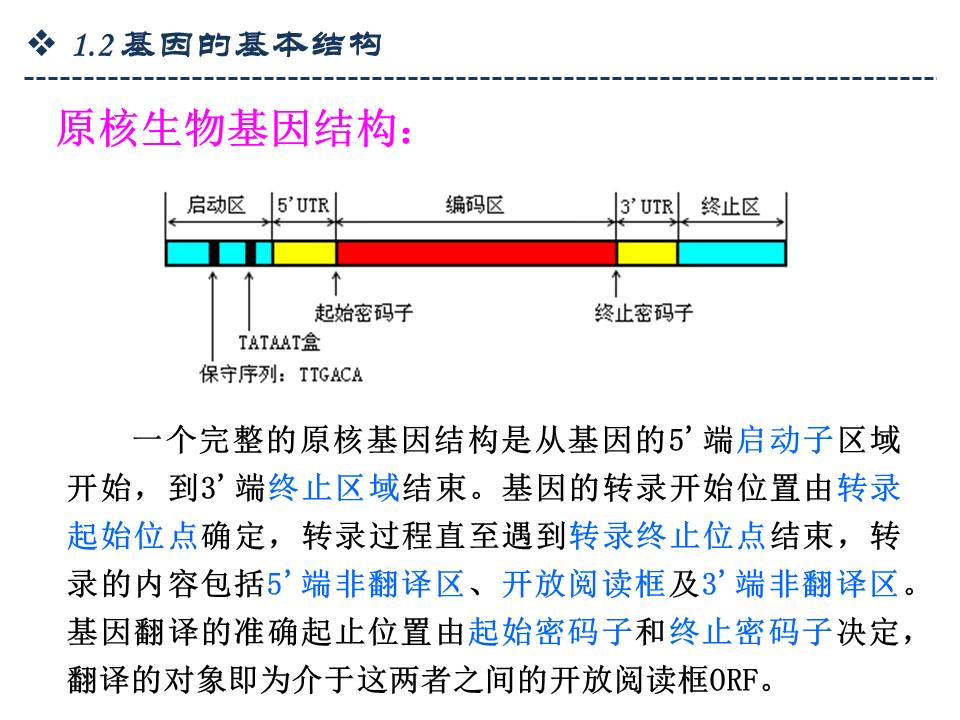 ❖ 1.2基因的基本结构
原核生物基因结构：
启动区 5'UTR 编码区 3'UTR 终止区
起始密码子 终止密码子
TATAAT盒
保守序列：TTGACA
一个完整的原核基因结构是从基因的5'端启动子区域
开始，到3'端终止区域结束。基因的转录开始位置由转录
起始位点确定，转录过程直至遇到转录终止位点结束，转
录的内容包括5'端非翻译区、开放阅读框及3'端非翻译区。
基因翻译的准确起止位置由起始密码子和终止密码子决定，
翻译的对象即为介于这两者之间的开放阅读框ORF。